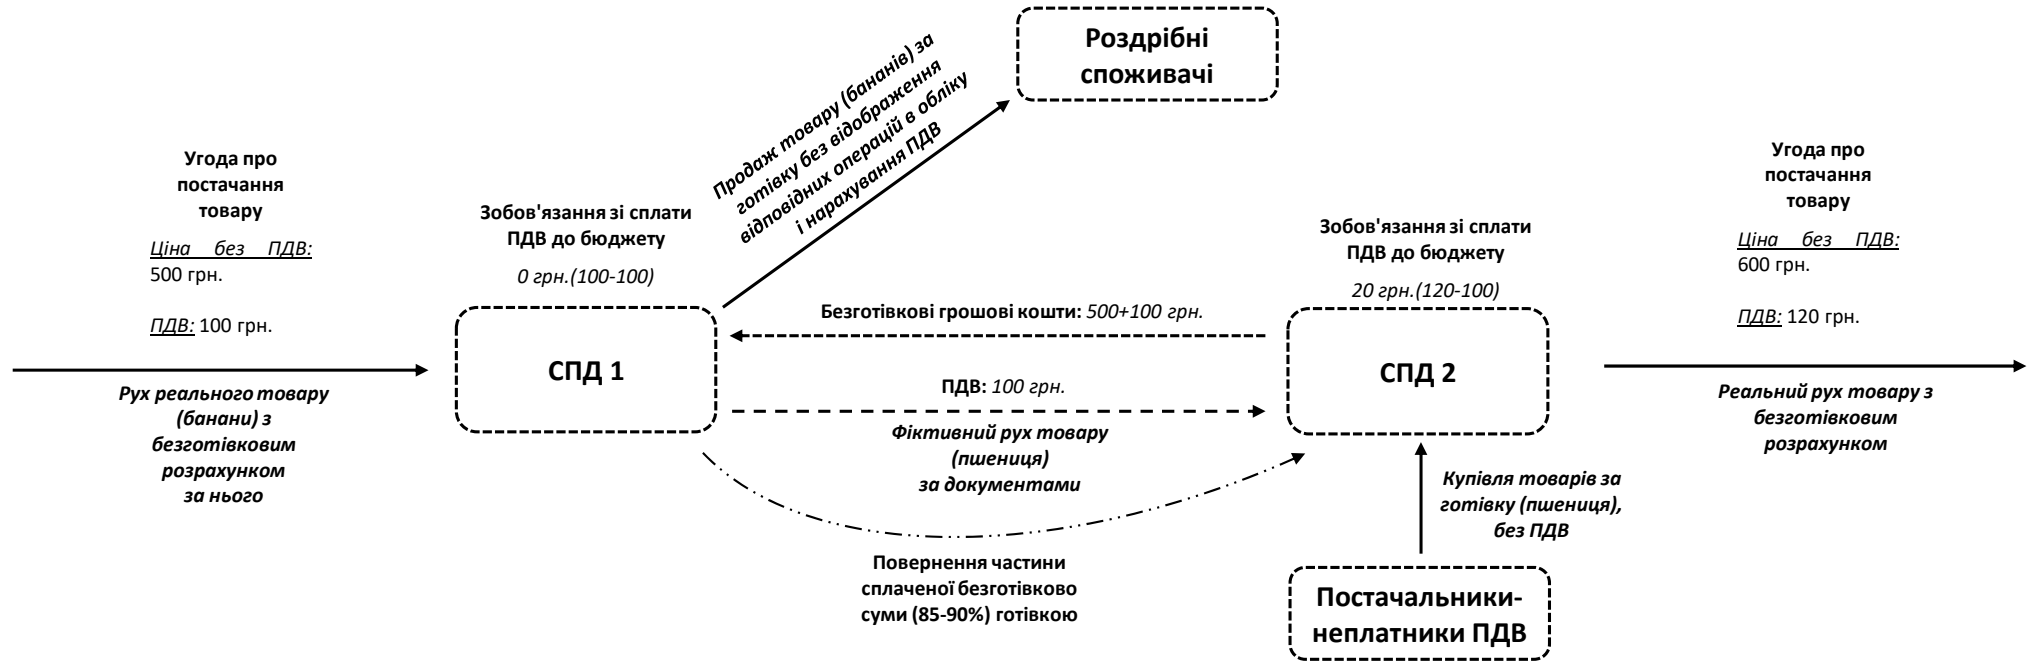 Роздрібні
споживачі
Продаж товару (бананів) за
готівку без відображення
відповідних операцій в обліку
і нарахування ПДВ
Угода про
постачання
товару
Ціна без ПДВ:
500 грн.
ПДВ: 100 грн.
Рух реального товару
(банани) з
безготівковим
розрахунком
за нього
Зобов'язання зі сплати
ПДВ до бюджету
0 грн.(100-100)
СПД 1
Безготівкові грошові кошти: 500+100 грн.
ПДВ: 100 грн.
Фіктивний рух товару
(пшениця)
за документами
Повернення частини
сплаченої безготівково
суми (85-90%) готівкою
Зобов'язання зі сплати
ПДВ до бюджету
20 грн.(120-100)
СПД 2
Купівля товарів за
готівку (пшениця),
без ПДВ
Постачальники-
неплатники ПДВ
Угода про
постачання
товару
Ціна без ПДВ:
600 грн.
ПДВ: 120 грн.
Реальний рух товару з
безготівковим
розрахунком